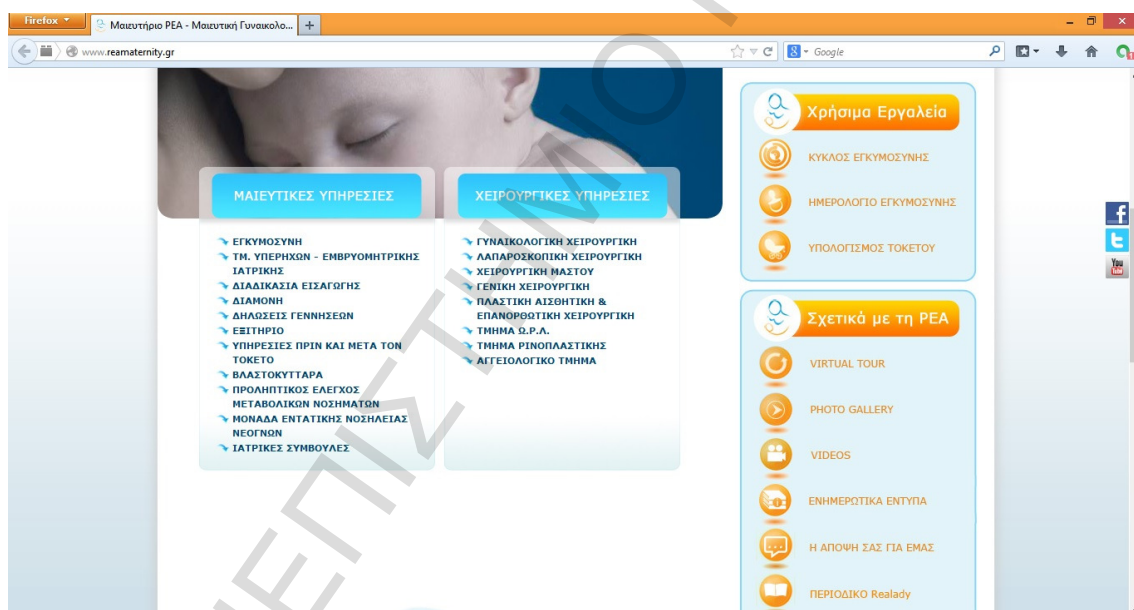 Firefox
Μαιευτήριο ΡΕΑ - Μαιευτική Γυναικολο...
www.reamaternity.gr
Google
ΜΑΙΕΥΤΙΚΕΣ ΥΠΗΡΕΣΙΕΣ
ΕΓΚΥΜΟΣΥΝΗ
ΤΜ. ΥΠΕΡΗΧΩΝ - ΕΜΒΡΥΟΜΗΤΡΙΚΗΣ
ΙΑΤΡΙΚΗΣ
ΔΙΑΔΙΚΑΣΙΑ ΕΙΣΑΓΩΓΗΣ
ΔΙΑΜΟΝΗ
ΔΗΛΩΣΕΙΣ ΓΕΝΝΗΣΕΩΝ
ΕΞΙΤΗΡΙΟ
ΥΠΗΡΕΣΙΕΣ ΠΡΙΝ ΚΑΙ ΜΕΤΑ ΤΟΝ
ΤΟΚΕΤΟ
ΒΛΑΣΤΟΚΥΤΤΑΡΑ
ΠΡΟΛΗΠΤΙΚΟΣ ΕΛΕΓΧΟΣ
ΜΕΤΑΒΟΛΙΚΩΝ ΝΟΣΗΜΑΤΩΝ
ΜΟΝΑΔΑ ΕΝΤΑΤΙΚΗΣ ΝΟΣΗΛΕΙΑΣ
ΝΕΟΓΝΩΝ
ΙΑΤΡΙΚΕΣ ΣΥΜΒΟΥΛΕΣ
ΧΕΙΡΟΥΡΓΙΚΕΣ ΥΠΗΡΕΣΙΕΣ
ΓΥΝΑΙΚΟΛΟΓΙΚΗ ΧΕΙΡΟΥΡΓΙΚΗ
ΛΑΠΑΡΟΣΚΟΠΙΚΗ ΧΕΙΡΟΥΡΓΙΚΗ
ΧΕΙΡΟΥΡΓΙΚΗ ΜΑΣΤΟΥ
ΓΕΝΙΚΗ ΧΕΙΡΟΥΡΓΙΚΗ
ΠΛΑΣΤΙΚΗ ΑΙΣΘΗΤΙΚΗ &
ΕΠΑΝΟΡΘΩΤΙΚΗ ΧΕΙΡΟΥΡΓΙΚΗ
ΤΜΗΜΑ Ω.Ρ.Λ.
ΤΜΗΜΑ ΡΙΝΟΠΛΑΣΤΙΚΗΣ
ΑΓΓΕΙΟΛΟΓΙΚΟ ΤΜΗΜΑ
Χρήσιμα Εργαλεία
ΚΥΚΛΟΣ ΕΓΚΥΜΟΣΥΝΗΣ
ΗΜΕΡΟΛΟΓΙΟ ΕΓΚΥΜΟΣΥΝΗΣ
ΥΠΟΛΟΓΙΣΜΟΣ ΤΟΚΕΤΟΥ
Σχετικά με τη ΡΕΑ
VIRTUAL TOUR
PHOTO GALLERY
VIDEOS
ΕΝΗΜΕΡΩΤΙΚΑ ΕΝΤΥΠΑ
Η ΑΠΟΨΗ ΣΑΣ ΓΙΑ ΕΜΑΣ
ΠΕΡΙΟΔΙΚΟ Realady
You Tube